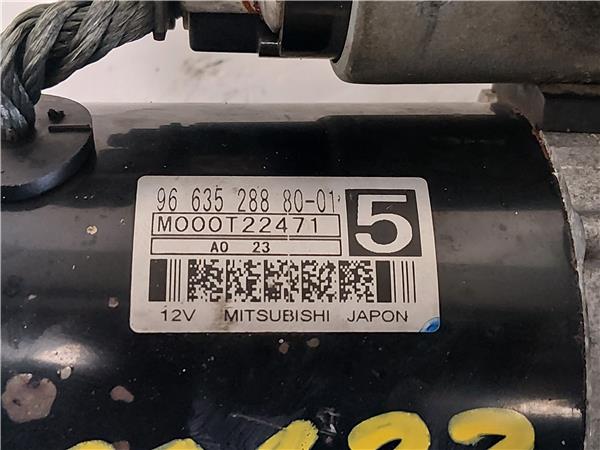 96 635 288 80-01
5
M000T22471
A0 23
12V MITSUBISHI JAPON